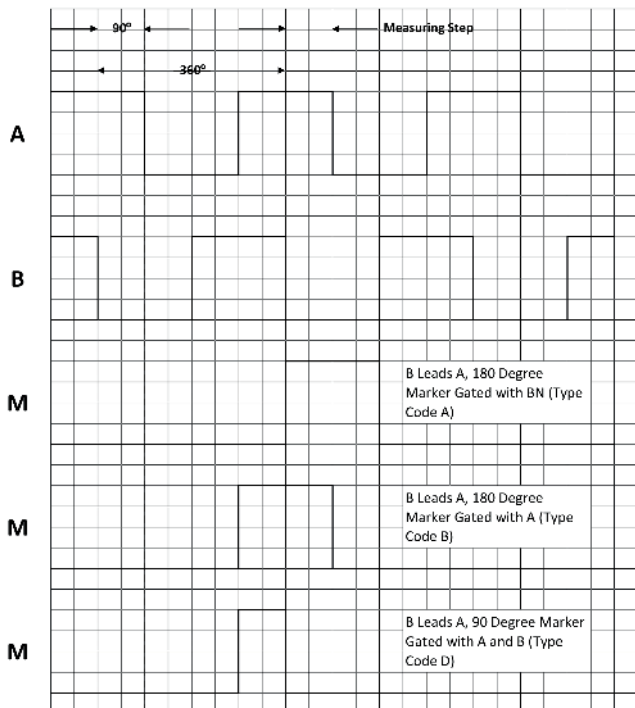 90° Measuring Step
360°
A
B
M
B Leads A, 180 Degree
Marker Gated with BN (Type
Code A)
M
B Leads A, 180 Degree
Marker Gated with A (Type
Code B)
M
B Leads A, 90 Degree Marker
Gated with A and B (Type
Code D)